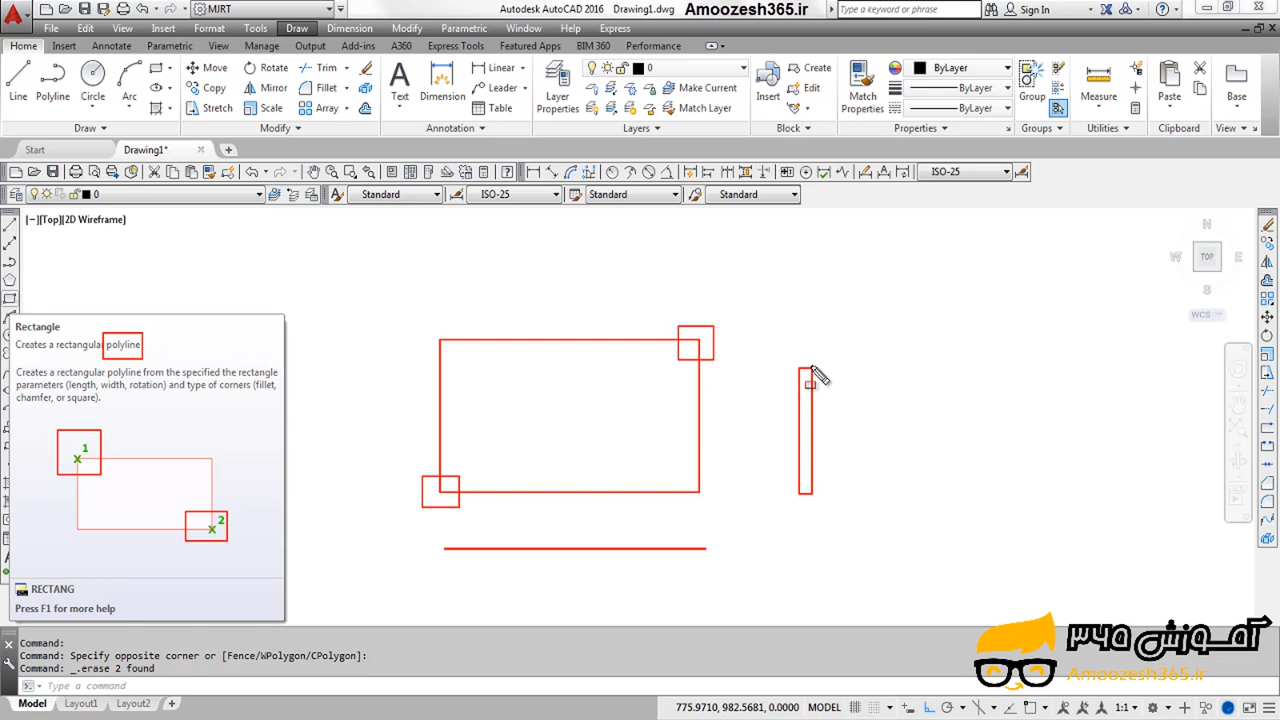 MJRT
Autodesk AutoCAD 2016 Drawing1.dwg
Amoozesh365.ir
Type a keyword or phrase
Sign In
File Edit View Insert Format Tools Draw Dimension Modify Parametric Window Help Express
Home Insert Annotate Parametric View Manage Output Add-ins A360 Express Tools Featured Apps BIM 360 Performance
Line Polyline Circle Arc
Move Rotate Trim
Copy Mirror Fillet
Stretch Scale Array
Text Dimension
Linear
Leader
Table
Layer Properties
0
Make Current
Match Layer
Insert
Create
Edit
Match Properties
ByLayer
ByLayer
ByLayer
Group Measure Paste Base
Draw Modify Annotation Layers Block Properties Groups Utilities Clipboard View
Start Drawing1*
ISO-25
0 Standard ISO-25 Standard Standard
[−][Top][2D Wireframe]
N
W TOP E
S
WCS
Rectangle
Creates a rectangular polyline
Creates a rectangular polyline from the specified the rectangle
parameters (length, width, rotation) and type of corners (fillet,
chamfer, or square).
1
2
RECTANG
Press F1 for more help
Command:
Command: Specify opposite corner or [Fence/WPolygon/CPolygon]:
Command: _.erase 2 found
Type a command
آموزش ۳۶۵
Amoozesh365.ir
Model Layout1 Layout2 +
775.9710, 982.5681, 0.0000 MODEL
1:1